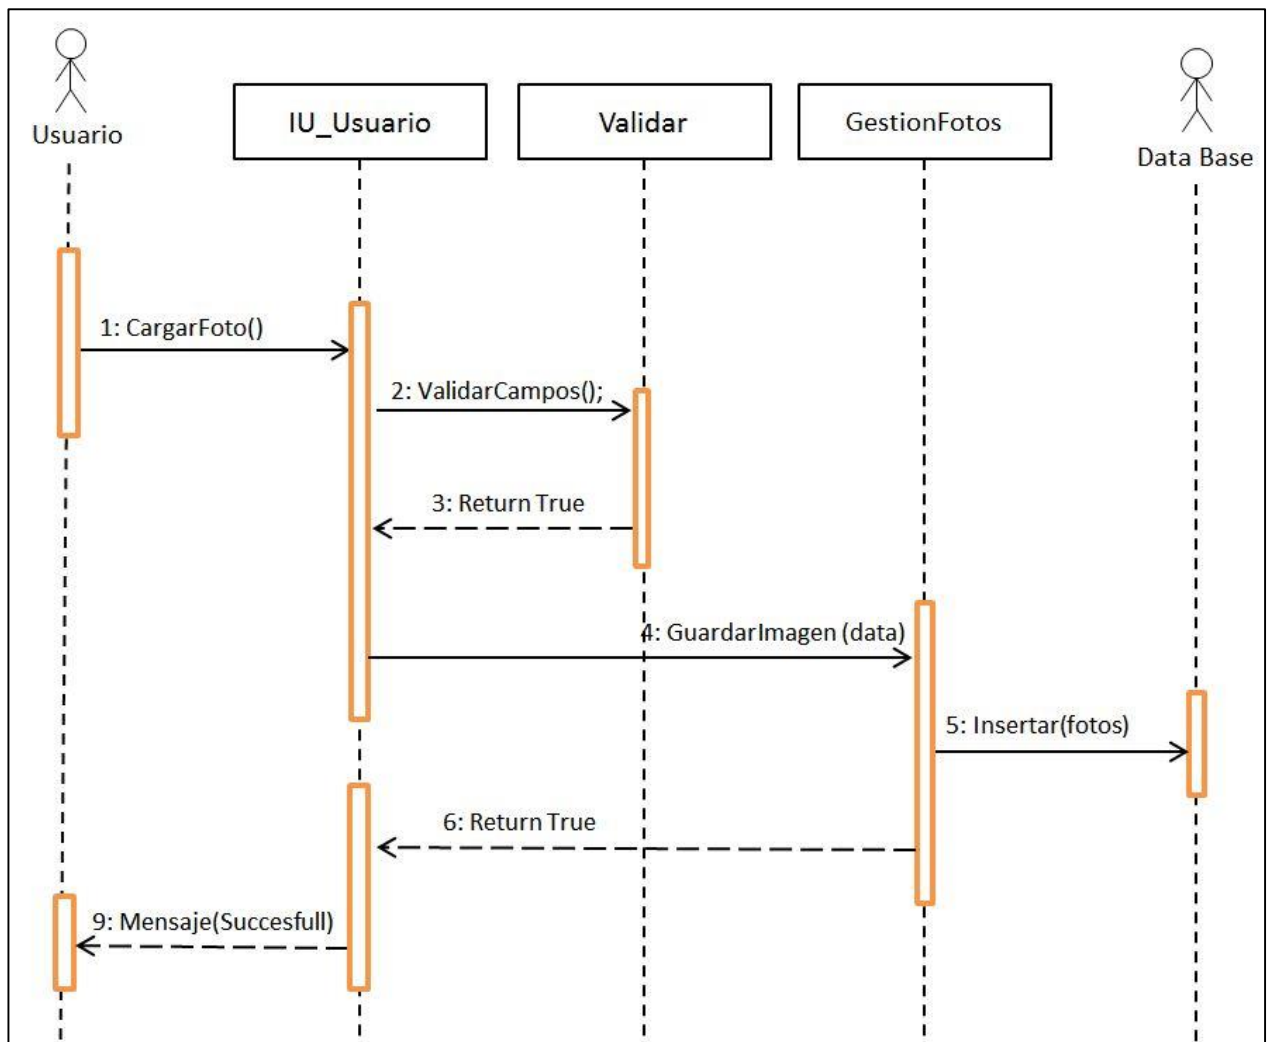 Usuario
IU_Usuario
Validar
GestionFotos
Data Base
1: CargarFoto()
2: ValidarCampos();
3: Return True
4: GuardarImagen (data)
5: Insertar(fotos)
6: Return True
9: Mensaje(Succesfull)